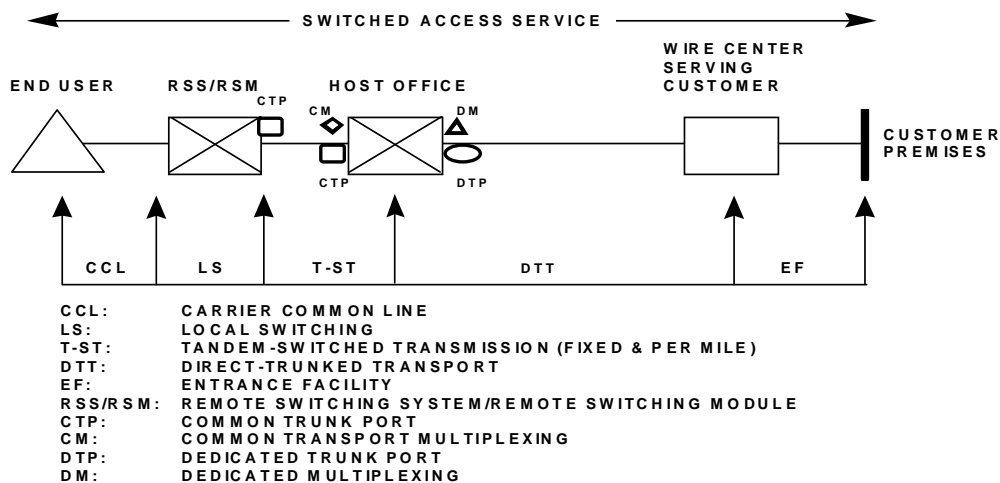 SWITCHED ACCESS SERVICE
WIRE CENTER
SERVING
CUSTOMER
END USER RSS/RSM HOST OFFICE
CTP CM DM
CUSTOMER
PREMISES
CTP DTP
CCL LS T-ST DTT EF
CCL: CARRIER COMMON LINE
LS: LOCAL SWITCHING
T-ST: TANDEM-SWITCHED TRANSMISSION (FIXED & PER MILE)
DTT: DIRECT-TRUNKED TRANSPORT
EF: ENTRANCE FACILITY
RSS/RSM: REMOTE SWITCHING SYSTEM/REMOTE SWITCHING MODULE
CTP: COMMON TRUNK PORT
CM: COMMON TRANSPORT MULTIPLEXING
DTP: DEDICATED TRUNK PORT
DM: DEDICATED MULTIPLEXING